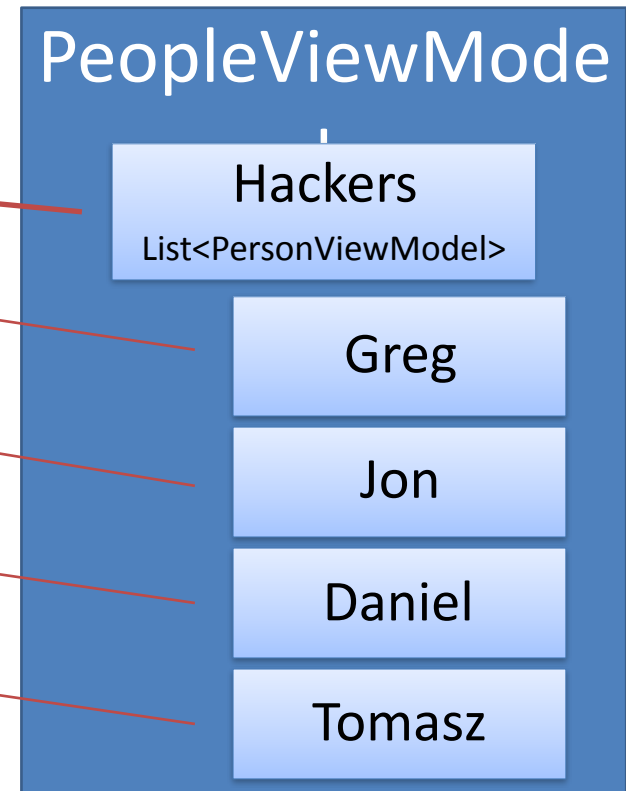 PeopleViewMode
l
Hackers
List<PersonViewModel>
Greg
Jon
Daniel
Tomasz